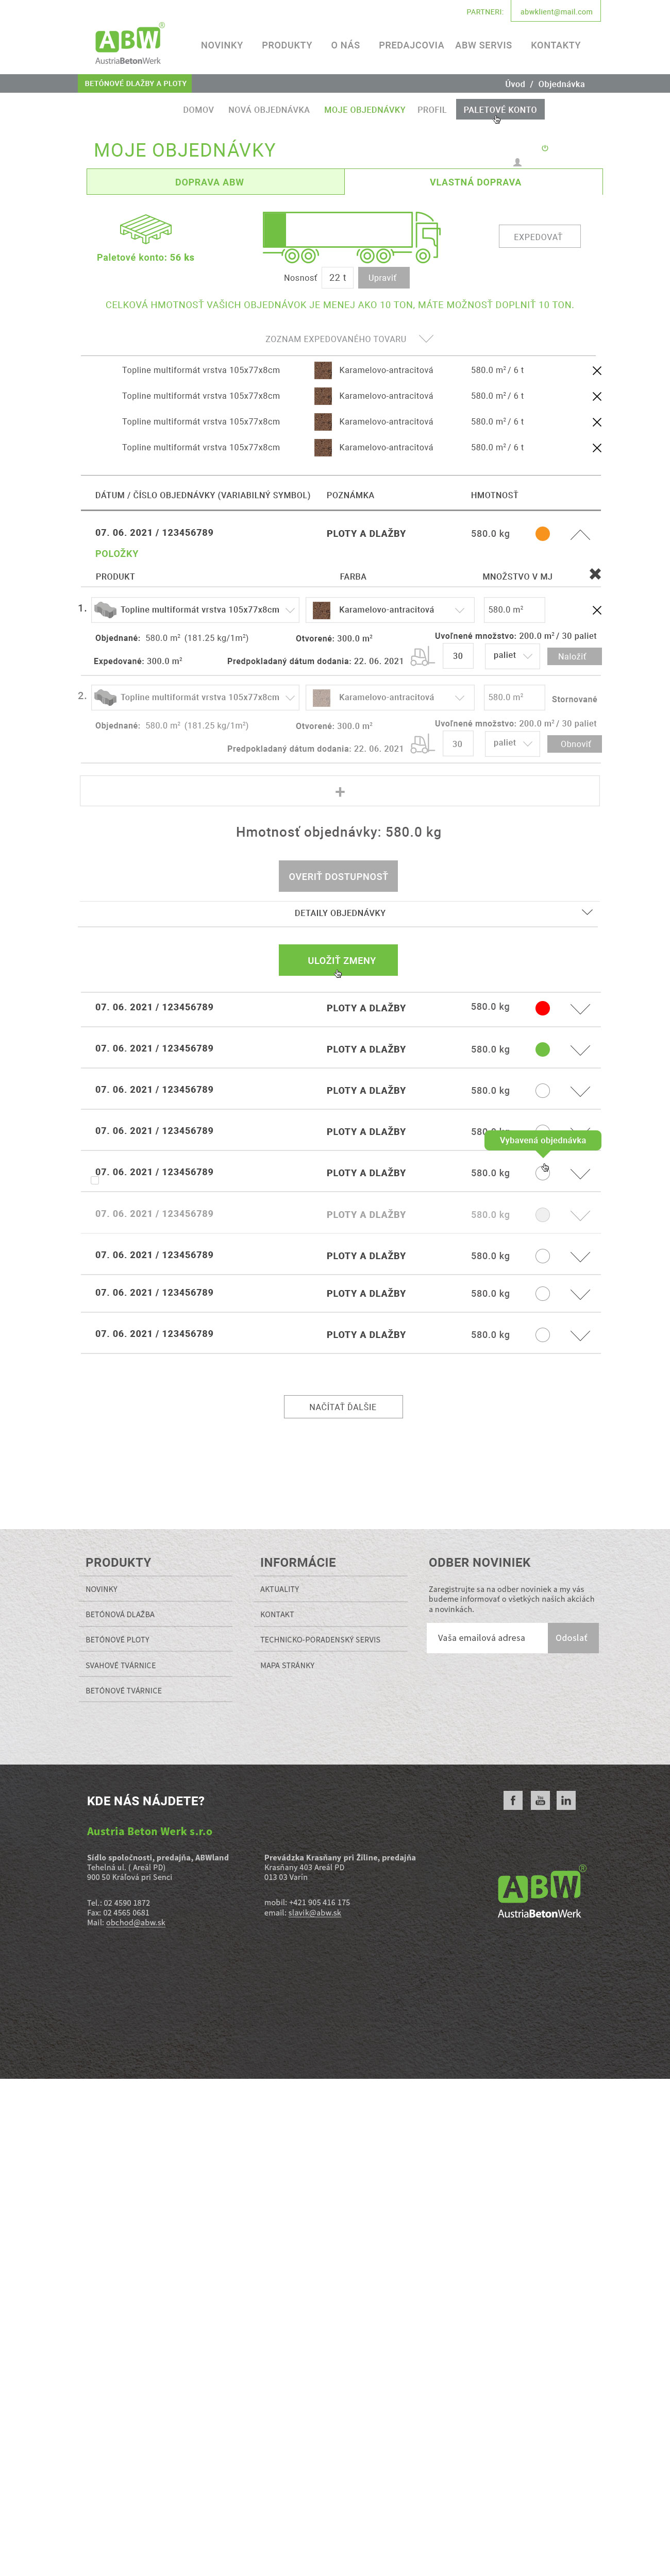 PARTNERI: abwklient@mail.com
ABW ®
AustriaBetonWerk
NOVINKY PRODUKTY O NÁS PREDAJCOVIA ABW SERVIS KONTAKTY
BETÓNOVÉ DLAŽBY A PLOTY Úvod / Objednávka
DOMOV NOVÁ OBJEDNÁVKA MOJE OBJEDNÁVKY PROFIL PALETOVÉ KONTO
MOJE OBJEDNÁVKY
DOPRAVA ABW VLASTNÁ DOPRAVA
EXPEDOVAŤ
Paletové konto: 56 ks
Nosnosť 22 t Upraviť
CELKOVÁ HMOTNOSŤ VAŠICH OBJEDNÁVOK JE MENEJ AKO 10 TON, MÁTE MOŽNOSŤ DOPLNIŤ 10 TON.
ZOZNAM EXPEDOVANÉHO TOVARU
Topline multiformát vrstva 105x77x8cm Karamelovo-antracitová 580.0 m² / 6 t
Topline multiformát vrstva 105x77x8cm Karamelovo-antracitová 580.0 m² / 6 t
Topline multiformát vrstva 105x77x8cm Karamelovo-antracitová 580.0 m² / 6 t
Topline multiformát vrstva 105x77x8cm Karamelovo-antracitová 580.0 m² / 6 t
DÁTUM / ČÍSLO OBJEDNÁVKY (VARIABILNÝ SYMBOL) POZNÁMKA HMOTNOSŤ
07. 06. 2021 / 123456789 PLOTY A DLAŽBY 580.0 kg
POLOŽKY
PRODUKT FARBA MNOŽSTVO V MJ
1. Topline multiformát vrstva 105x77x8cm Karamelovo-antracitová 580.0 m²
Objednané: 580.0 m² (181.25 kg/1m²) Otvorené: 300.0 m² Uvoľnené množstvo: 200.0 m² / 30 paliet
Expedované: 300.0 m² Predpokladaný dátum dodania: 22. 06. 2021 30 paliet Naložiť
2. Topline multiformát vrstva 105x77x8cm Karamelovo-antracitová 580.0 m² Stornované
Objednané: 580.0 m² (181.25 kg/1m²) Otvorené: 300.0 m² Uvoľnené množstvo: 200.0 m² / 30 paliet
Predpokladaný dátum dodania: 22. 06. 2021 30 paliet Obnoviť
+
Hmotnosť objednávky: 580.0 kg
OVERIŤ DOSTUPNOSŤ
DETAILY OBJEDNÁVKY
ULOŽIŤ ZMENY
07. 06. 2021 / 123456789 PLOTY A DLAŽBY 580.0 kg
07. 06. 2021 / 123456789 PLOTY A DLAŽBY 580.0 kg
07. 06. 2021 / 123456789 PLOTY A DLAŽBY 580.0 kg
07. 06. 2021 / 123456789 PLOTY A DLAŽBY 580.
Vybavená objednávka
07. 06. 2021 / 123456789 PLOTY A DLAŽBY 580.0 kg
07. 06. 2021 / 123456789 PLOTY A DLAŽBY 580.0 kg
07. 06. 2021 / 123456789 PLOTY A DLAŽBY 580.0 kg
07. 06. 2021 / 123456789 PLOTY A DLAŽBY 580.0 kg
07. 06. 2021 / 123456789 PLOTY A DLAŽBY 580.0 kg
NAČÍTAŤ ĎALŠIE
PRODUKTY
NOVINKY
BETÓNOVÁ DLAŽBA
BETÓNOVÉ PLOTY
SVAHOVÉ TVÁRNICE
BETÓNOVÉ TVÁRNICE
INFORMÁCIE
AKTUALITY
KONTAKT
TECHNICKO-PORADENSKÝ SERVIS
MAPA STRÁNKY
ODBER NOVINIEK
Zaregistrujte sa na odber noviniek a my vás
budeme informovať o všetkých našich akciách
a novinkách.
Vaša emailová adresa Odoslať
KDE NÁS NÁJDETE?
Austria Beton Werk s.r.o
Sídlo spoločnosti, predajňa, ABWland
Tehelná ul. ( Areál PD)
900 50 Kráľová pri Senci
Tel.: 02 4590 1872
Fax: 02 4565 0681
Mail: obchod@abw.sk
Prevádzka Krasňany pri Žiline, predajňa
Krasňany 403 Areál PD
013 03 Varín
mobil: +421 905 416 175
email: slavik@abw.sk
f You Tube in
ABW ®
AustriaBetonWerk